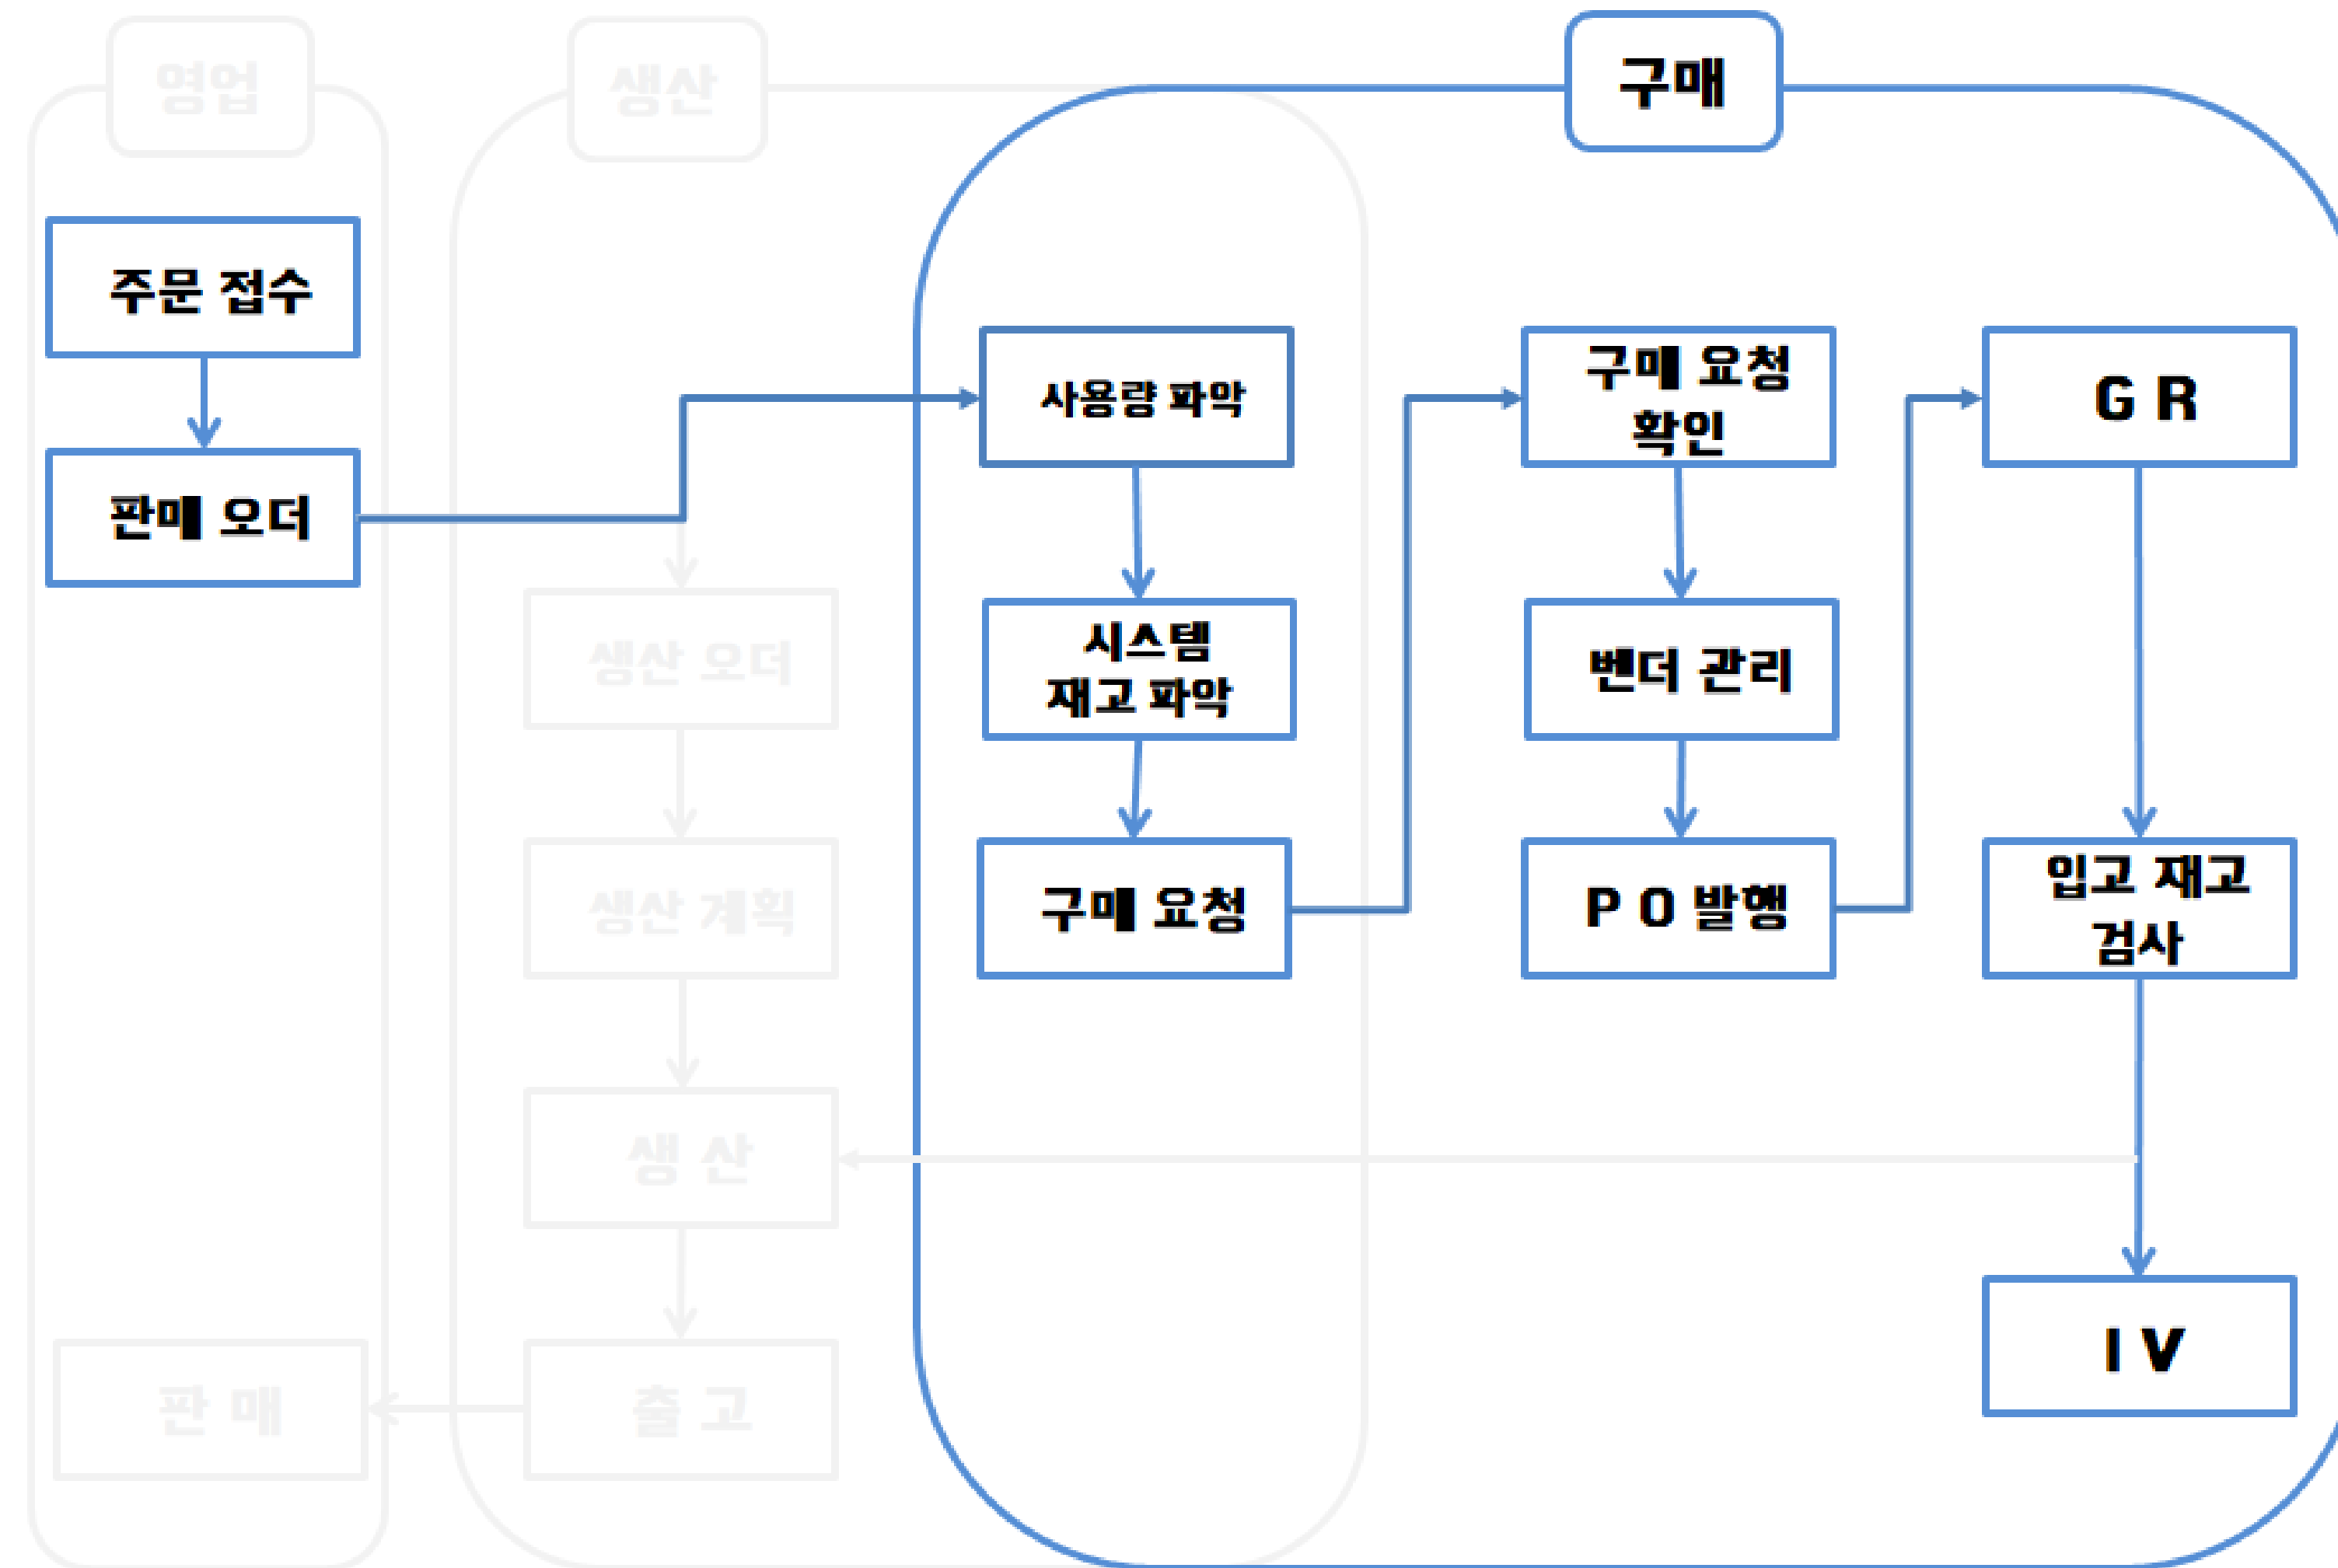 영업
생산
구매
주문 접수
판매 오더
생산 오더
생산 계획
생 산
출 고
판 매
사용량 파악
시스템
재고 파악
구매 요청
구매 요청
확인
벤더 관리
P O 발행
G R
입고 재고
검사
I V